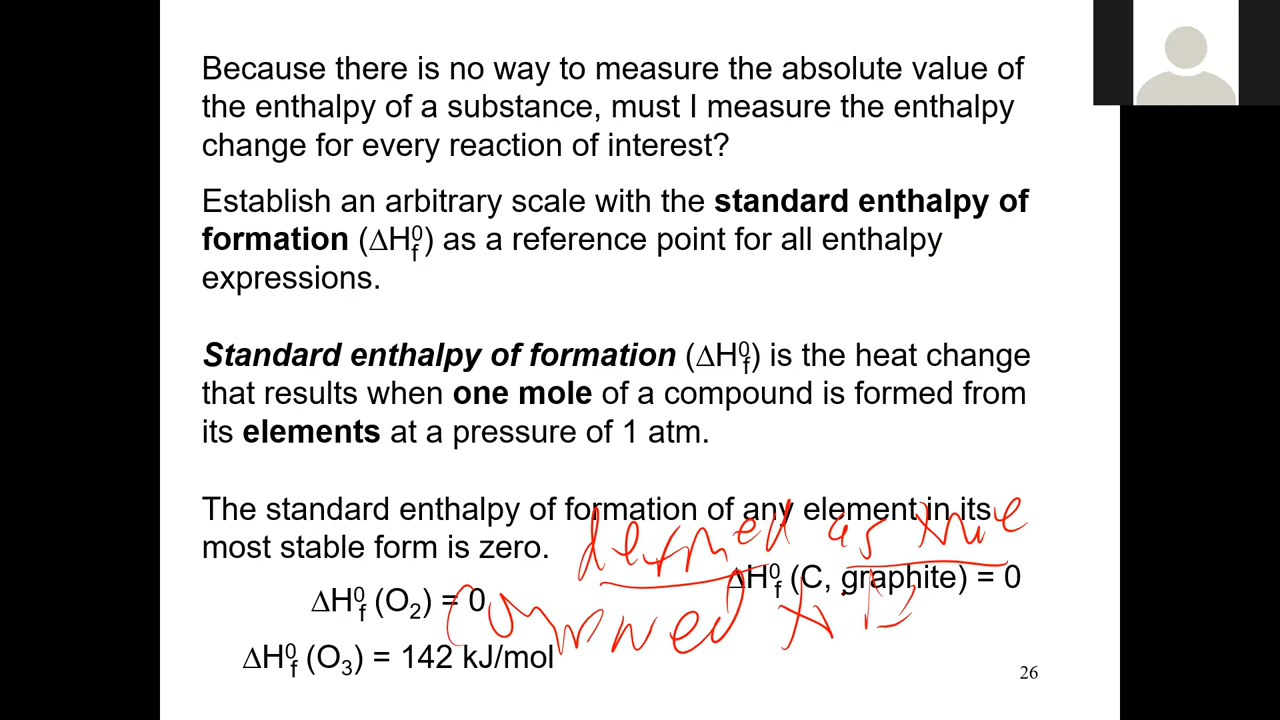 Because there is no way to measure the absolute value of
the enthalpy of a substance, must I measure the enthalpy
change for every reaction of interest?
Establish an arbitrary scale with the standard enthalpy of
formation (ΔH⁰f) as a reference point for all enthalpy
expressions.
Standard enthalpy of formation (ΔH⁰f) is the heat change
that results when one mole of a compound is formed from
its elements at a pressure of 1 atm.
The standard enthalpy of formation of any element in its
most stable form is zero.
defined as true
ΔH⁰f (C, graphite) = 0
ΔH⁰f (O₂) = 0
ΔH⁰f (O₃) = 142 kJ/mol
26